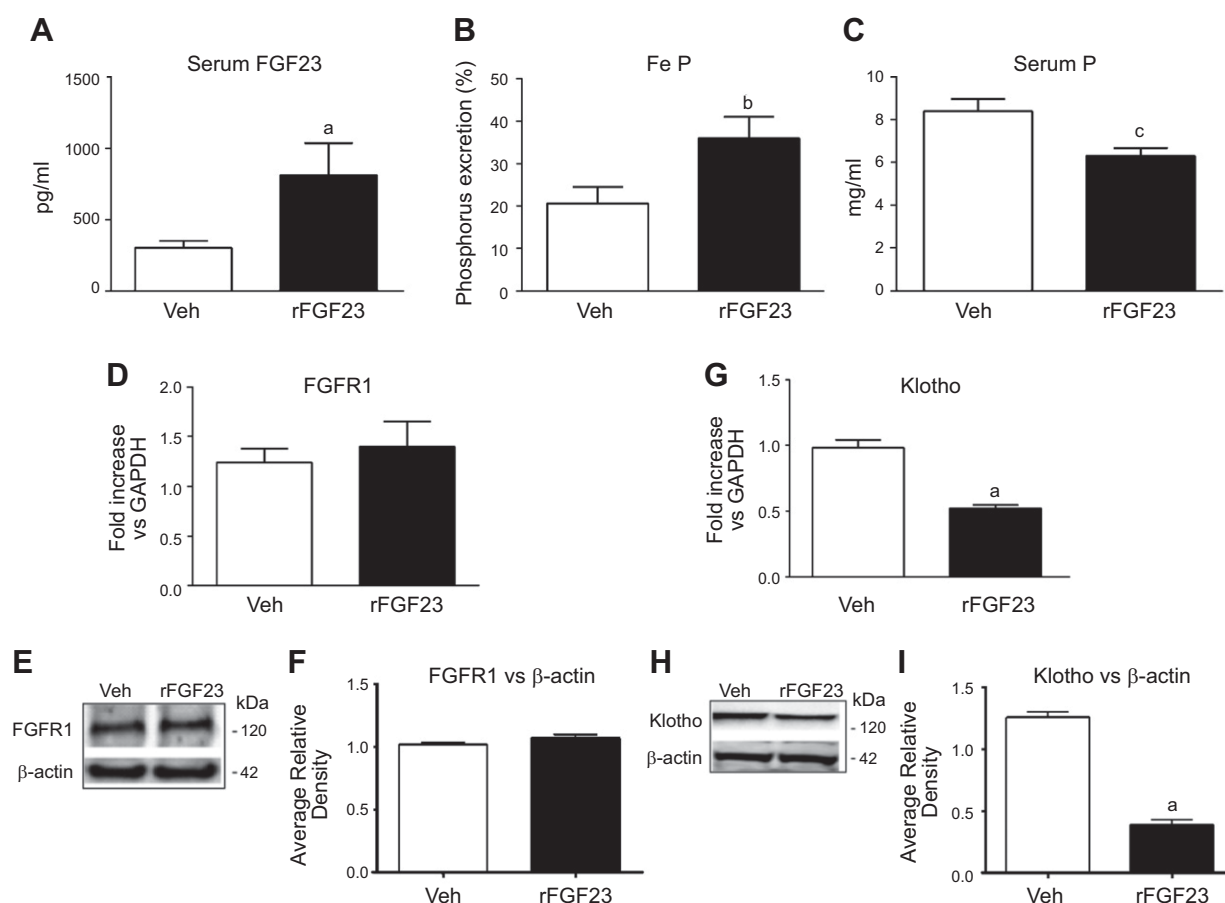 A
Serum FGF23
1500
1000
500
0
pg/ml
a
Veh rFGF23
B
Fe P
50
40
30
20
10
0
Phosphorus excretion (%)
b
Veh rFGF23
C
Serum P
10
8
6
4
2
0
mg/ml
c
Veh rFGF23
D
FGFR1
2.0
1.5
1.0
0.5
0.0
Fold increase
vs GAPDH
Veh rFGF23
G
Klotho
1.5
1.0
0.5
0.0
Fold increase
vs GAPDH
a
Veh rFGF23
E
Veh rFGF23
kDa
FGFR1
- 120
β-actin
- 42
F
FGFR1 vs β-actin
1.5
1.0
0.5
0.0
Average Relative
Density
Veh rFGF23
H
Veh rFGF23
kDa
Klotho
- 120
β-actin
- 42
I
Klotho vs β-actin
1.5
1.0
0.5
0.0
Average Relative
Density
a
Veh rFGF23